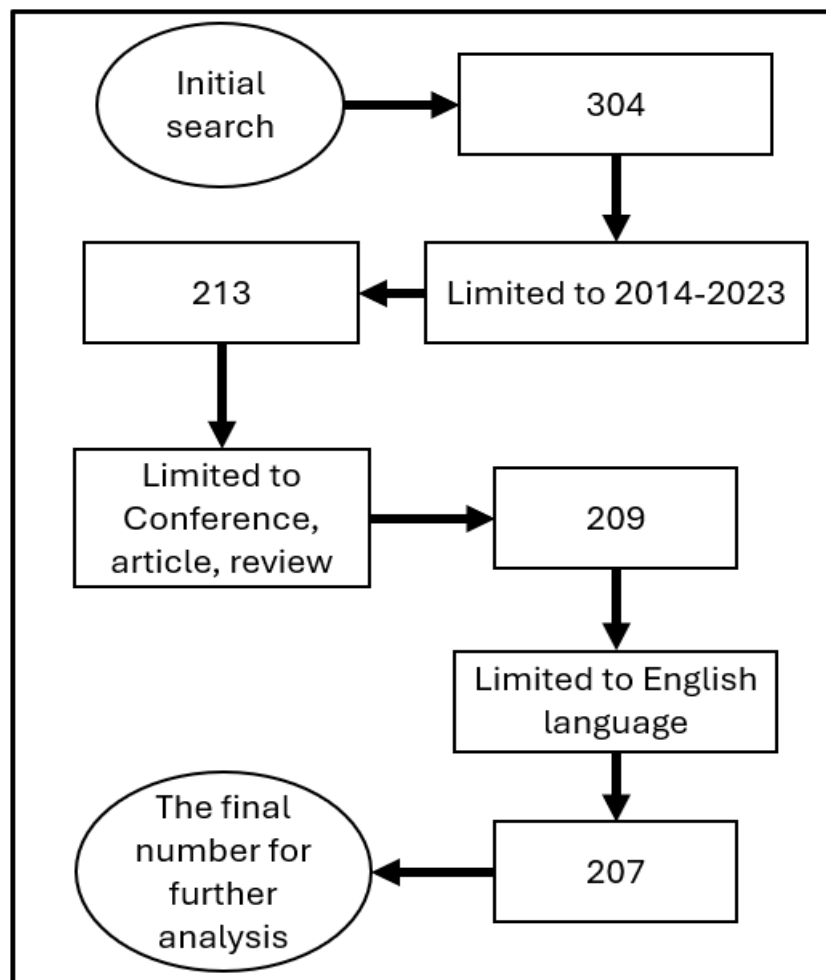 Initial
search
304
Limited to 2014-2023
213
Limited to
Conference,
article, review
209
Limited to English
language
207
The final
number for
further
analysis